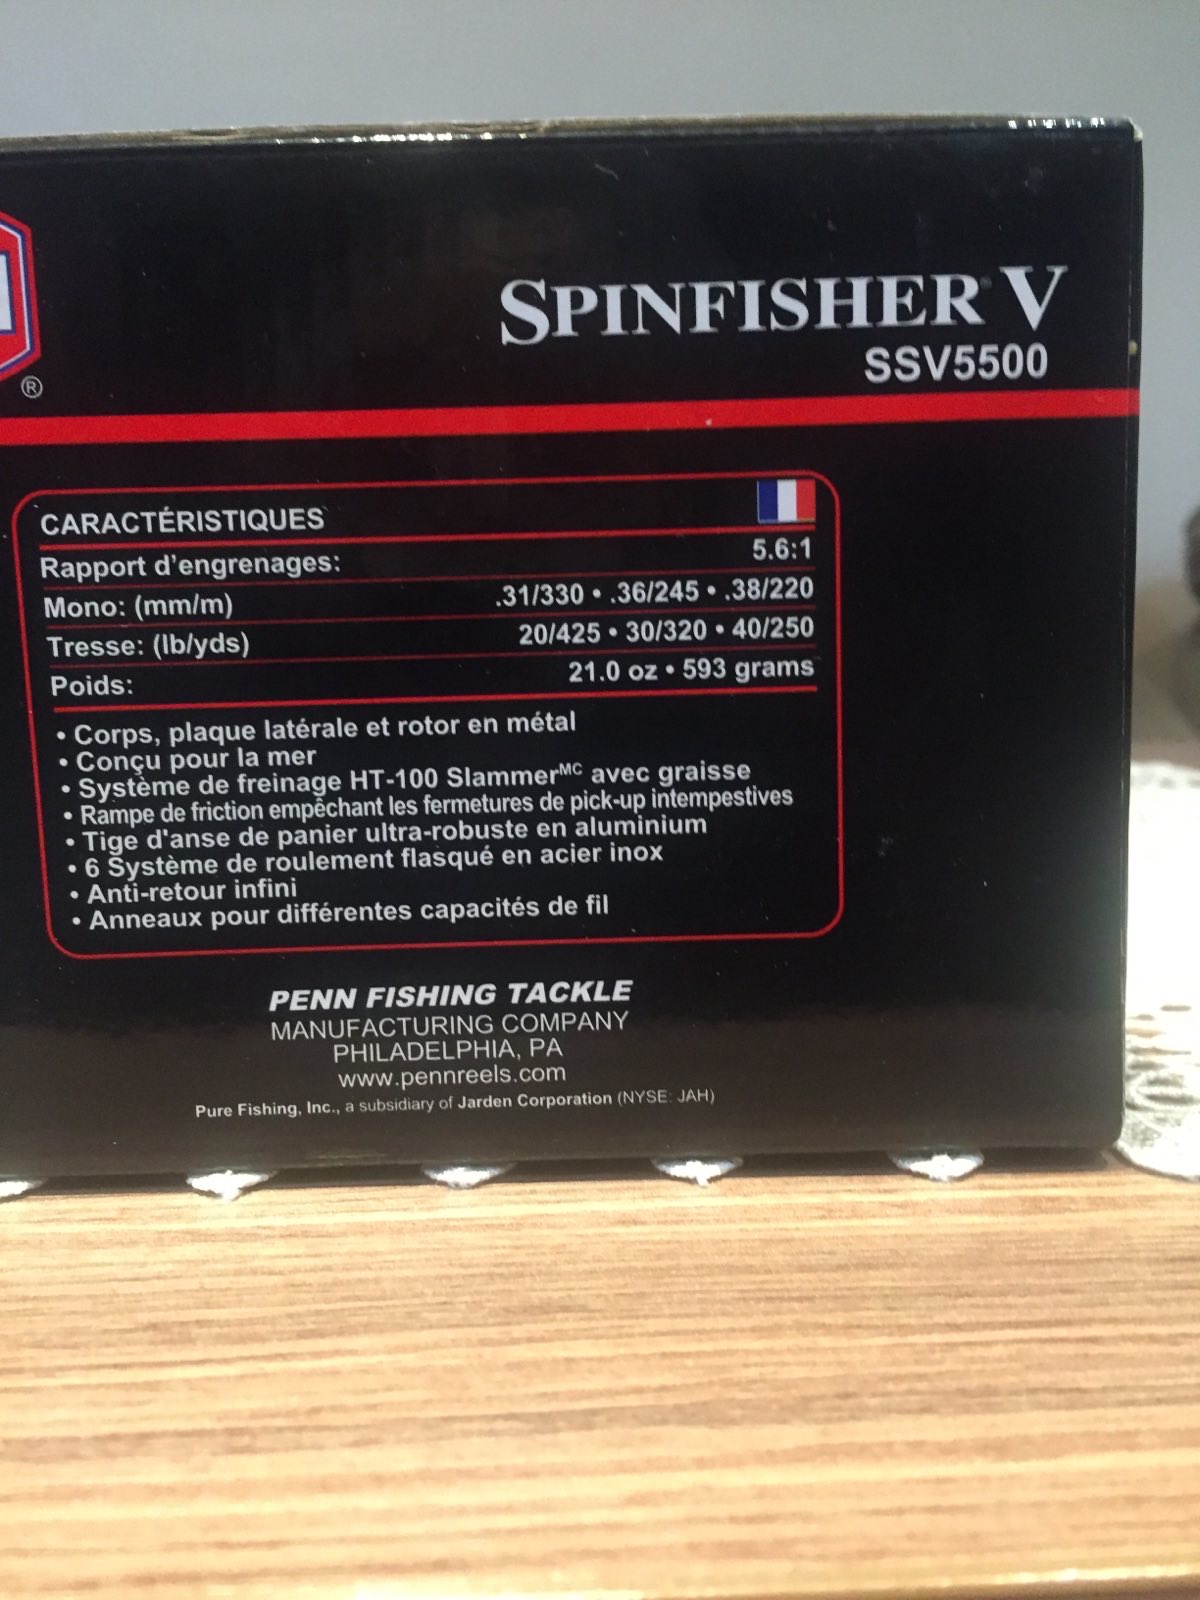 SPINFISHER® V
SSV5500
®
CARACTÉRISTIQUES
Rapport d'engrenages: 5.6:1
Mono: (mm/m) .31/330 • .36/245 • .38/220
Tresse: (lb/yds) 20/425 • 30/320 • 40/250
Poids: 21.0 oz • 593 grams
• Corps, plaque latérale et rotor en métal
• Conçu pour la mer
• Système de freinage HT-100 Slammerᴹᶜ avec graisse
• Rampe de friction empêchant les fermetures de pick-up intempestives
• Tige d'anse de panier ultra-robuste en aluminium
• 6 Système de roulement flasqué en acier inox
• Anti-retour infini
• Anneaux pour différentes capacités de fil
PENN FISHING TACKLE
MANUFACTURING COMPANY
PHILADELPHIA, PA
www.pennreels.com
Pure Fishing, Inc., a subsidiary of Jarden Corporation (NYSE: JAH)